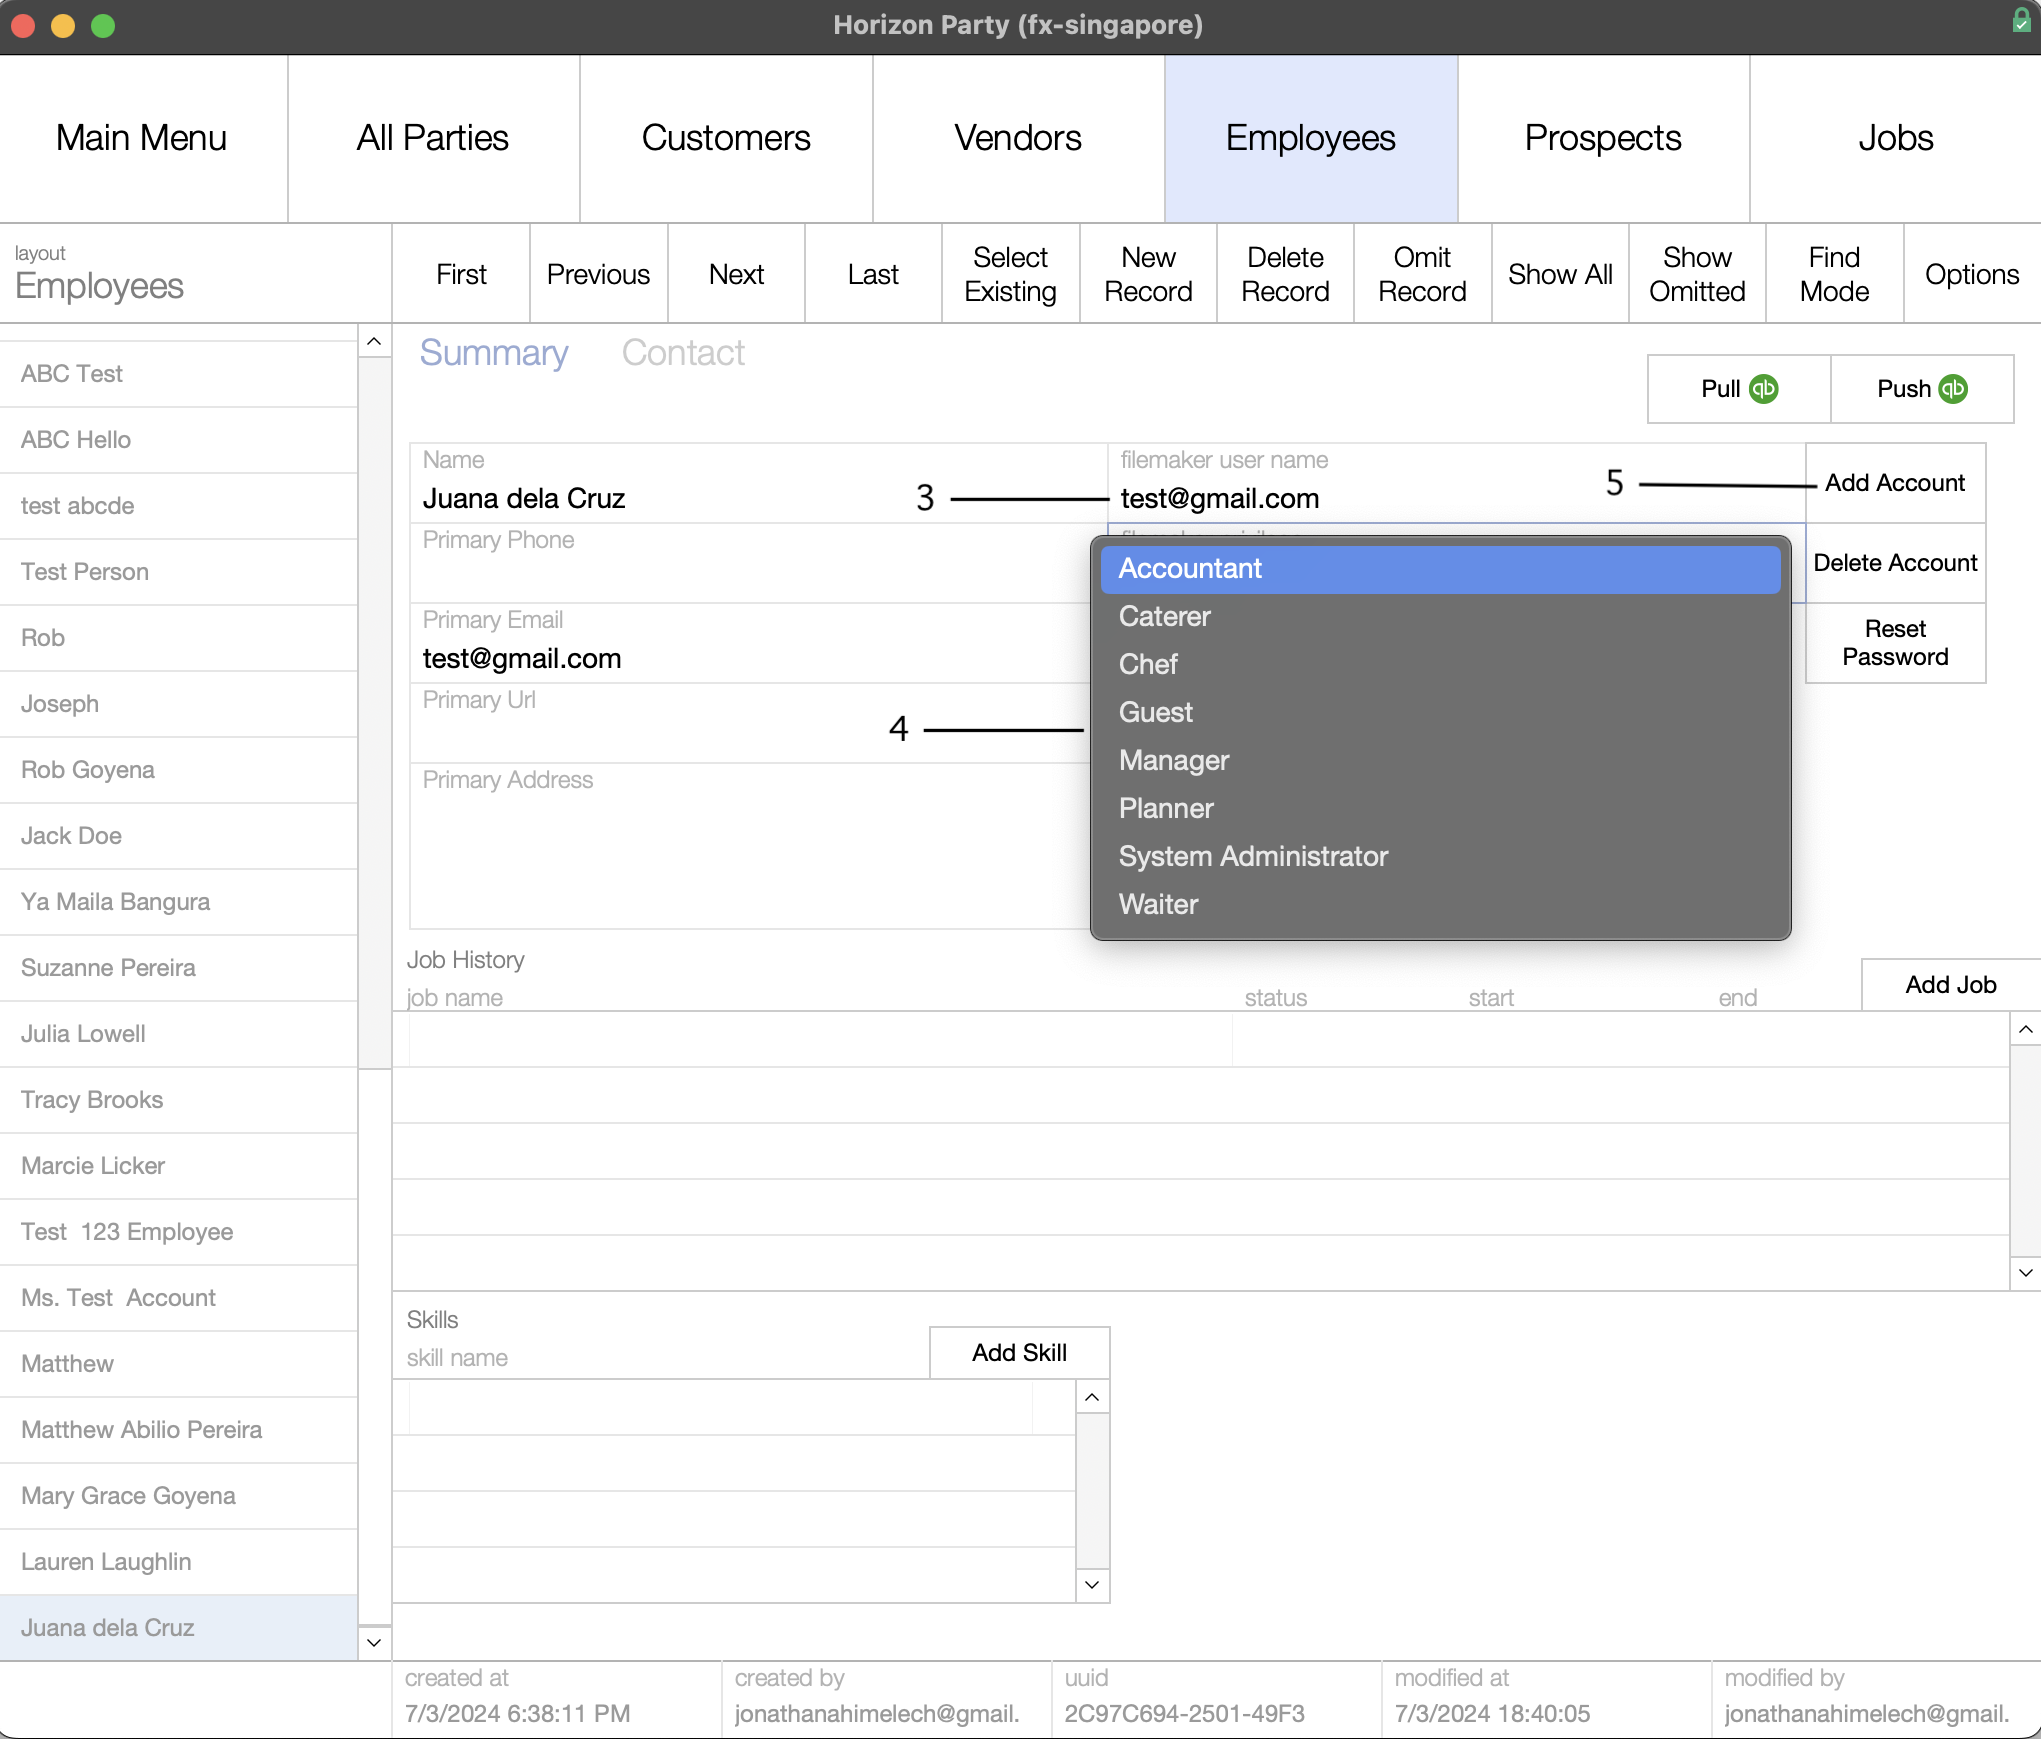 Horizon Party (fx-singapore)
Main Menu
All Parties
Customers
Vendors
Employees
Prospects
Jobs
layout
Employees
First
Previous
Next
Last
Select
Existing
New
Record
Delete
Record
Omit
Record
Show All
Show
Omitted
Find
Mode
Options
ABC Test
ABC Hello
test abcde
Test Person
Rob
Joseph
Rob Goyena
Jack Doe
Ya Maila Bangura
Suzanne Pereira
Julia Lowell
Tracy Brooks
Marcie Licker
Test  123 Employee
Ms. Test  Account
Matthew
Matthew Abilio Pereira
Mary Grace Goyena
Lauren Laughlin
Juana dela Cruz
Summary
Contact
Pull qb
Push qb
Name
Juana dela Cruz
3
filemaker user name
test@gmail.com
5
Add Account
Primary Phone
Delete Account
Primary Email
test@gmail.com
Reset
Password
Primary Url
4
Primary Address
Accountant
Caterer
Chef
Guest
Manager
Planner
System Administrator
Waiter
Job History
job name
status
start
end
Add Job
Skills
skill name
Add Skill
created at
7/3/2024 6:38:11 PM
created by
jonathanahimelech@gmail.
uuid
2C97C694-2501-49F3
modified at
7/3/2024 18:40:05
modified by
jonathanahimelech@gmail.